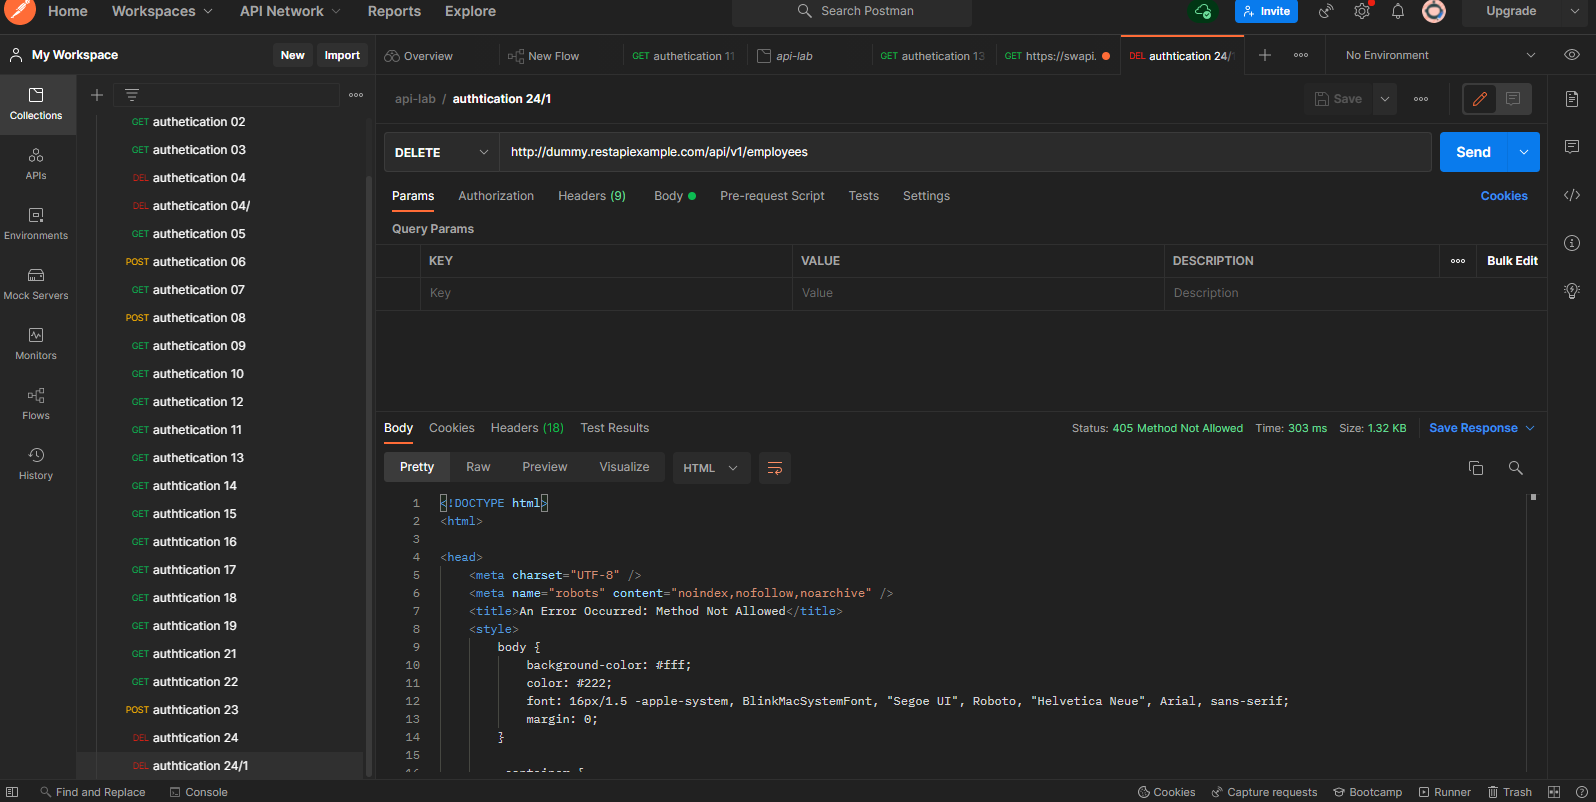 Home Workspaces API Network Reports Explore Search Postman Invite Upgrade
My Workspace New Import Overview New Flow GET authetication 11 api-lab GET authetication 13 GET https://swapi. DEL authtication 24/1 No Environment
Collections
APIs
Environments
Mock Servers
Monitors
Flows
History
GET authetication 02
GET authetication 03
DEL authetication 04
DEL authetication 04/
GET authetication 05
POST authetication 06
GET authetication 07
POST authetication 08
GET authetication 09
GET authetication 10
GET authetication 12
GET authetication 11
GET authetication 13
GET authtication 14
GET authtication 15
GET authtication 16
GET authtication 17
GET authtication 18
GET authtication 19
GET authtication 21
GET authtication 22
POST authtication 23
DEL authtication 24
DEL authtication 24/1
api-lab / authtication 24/1 Save
DELETE http://dummy.restapiexample.com/api/v1/employees Send
Params Authorization Headers (9) Body Pre-request Script Tests Settings Cookies
Query Params
KEY VALUE DESCRIPTION Bulk Edit
Key Value Description
Body Cookies Headers (18) Test Results Status: 405 Method Not Allowed Time: 303 ms Size: 1.32 KB Save Response
Pretty Raw Preview Visualize HTML
1 <!DOCTYPE html>
2 <html>
3
4 <head>
5 <meta charset="UTF-8" />
6 <meta name="robots" content="noindex,nofollow,noarchive" />
7 <title>An Error Occurred: Method Not Allowed</title>
8 <style>
9 body {
10 background-color: #fff;
11 color: #222;
12 font: 16px/1.5 -apple-system, BlinkMacSystemFont, "Segoe UI", Roboto, "Helvetica Neue", Arial, sans-serif;
13 margin: 0;
14 }
15
16 .container {
Find and Replace Console Cookies Capture requests Bootcamp Runner Trash